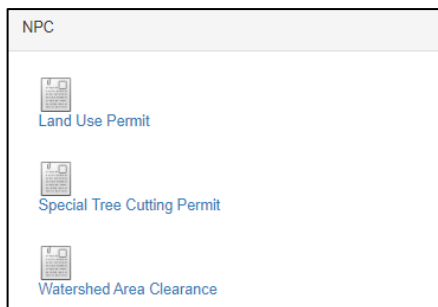 NPC
Land Use Permit
Special Tree Cutting Permit
Watershed Area Clearance